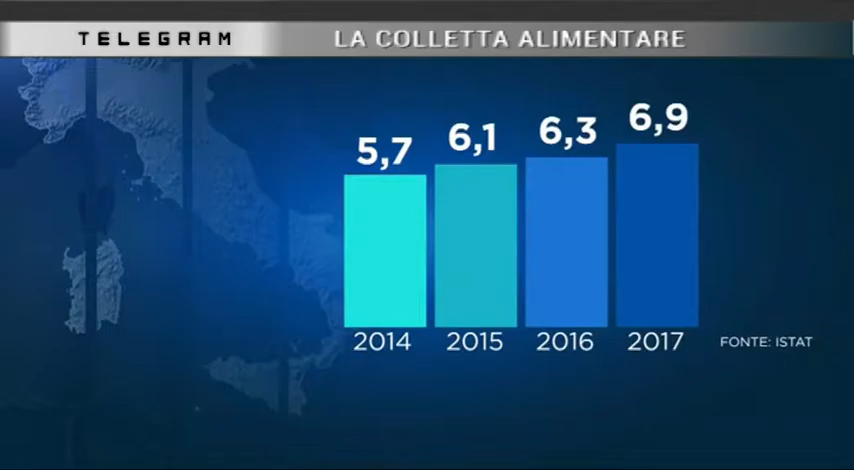 TELEGRAM
LA COLLETTA ALIMENTARE
5,7 6,1 6,3 6,9
2014 2015 2016 2017
FONTE: ISTAT